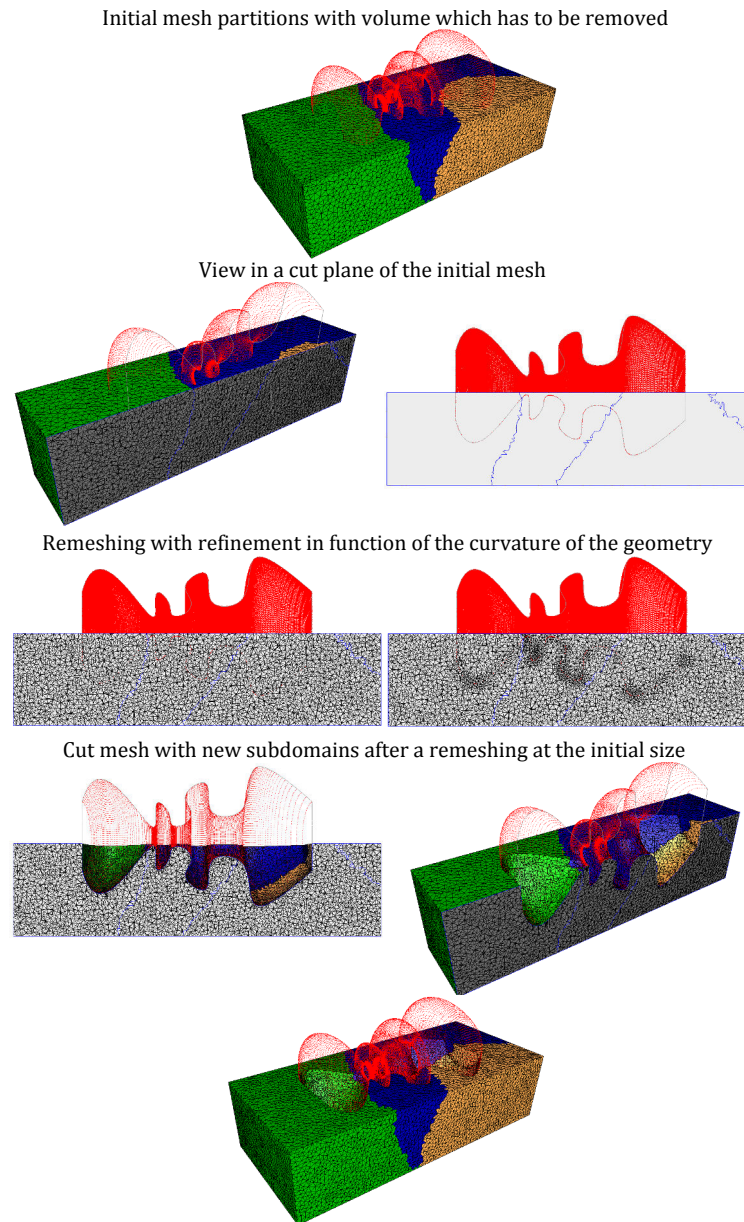 Initial mesh partitions with volume which has to be removed
View in a cut plane of the initial mesh
Remeshing with refinement in function of the curvature of the geometry
Cut mesh with new subdomains after a remeshing at the initial size